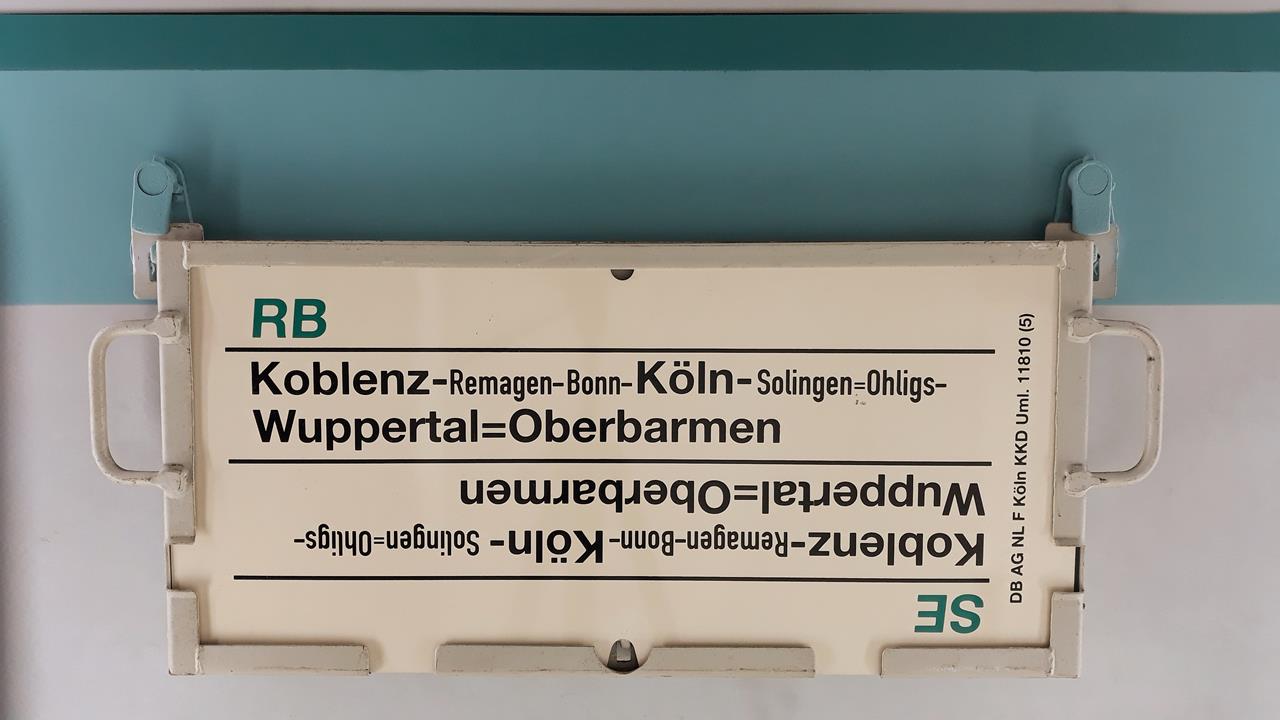 RB
Koblenz-Remagen-Bonn-Köln-Solingen=Ohligs-
Wuppertal=Oberbarmen
SE
Koblenz-Remagen-Bonn-Köln-Solingen=Ohligs-
Wuppertal=Oberbarmen
DB AG NL F Köln KKD Uml. 11810 (5)